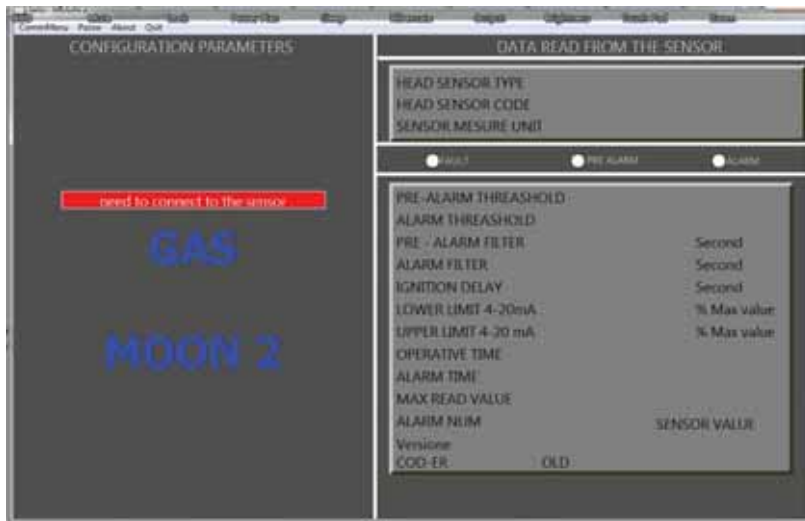 CommMenu Pause About Quit
CONFIGURATION PARAMETERS
need to connect to the sensor
GAS
MOON 2
DATA READ FROM THE SENSOR
HEAD SENSOR TYPE
HEAD SENSOR CODE
SENSOR MESURE UNIT
FAULT PRE ALARM ALARM
PRE-ALARM THREASHOLD
ALARM THREASHOLD
PRE - ALARM FILTER Second
ALARM FILTER Second
IGNITION DELAY Second
LOWER LIMIT 4-20mA % Max value
UPPER LIMIT 4-20 mA % Max value
OPERATIVE TIME
ALARM TIME
MAX READ VALUE
ALARM NUM SENSOR VALUE
Versione
COD-ER OLD